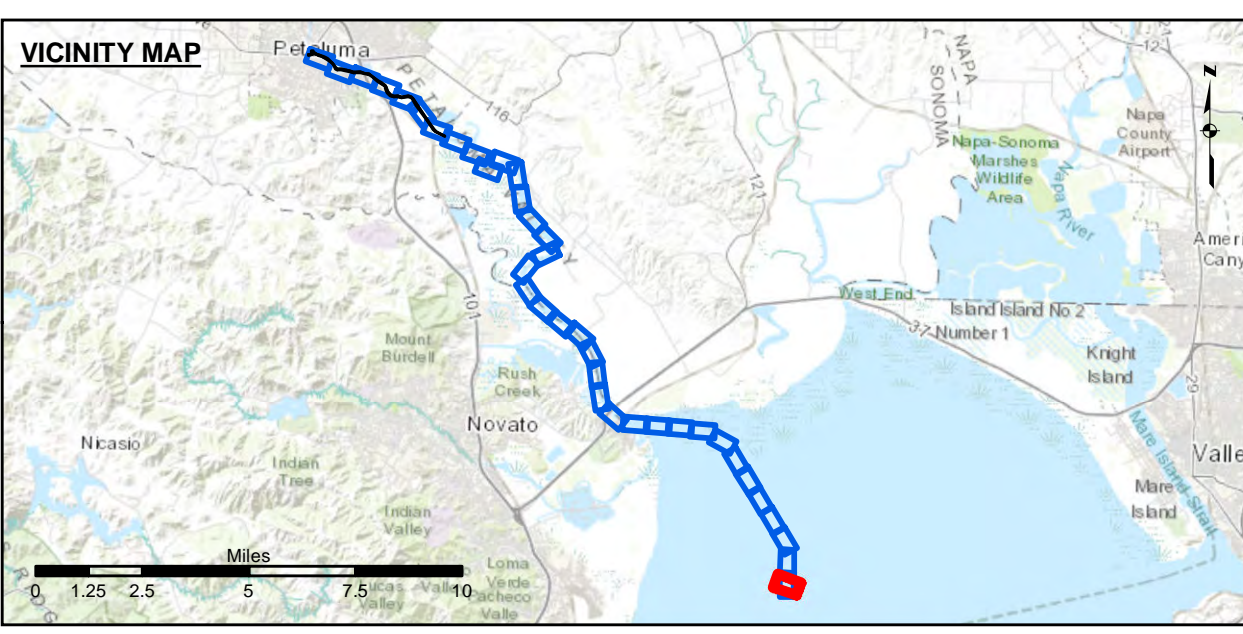 VICINITY MAP
Petaluma
116
12
121
NAPA
SONOMA
Napa
County
Airport
Napa-Sonoma
Marshes
Wildlife
Area
Napa River
N
Ameri
Cany
West End
Island Island No 2
Number 1
37
Knight
Island
29
101
Mount
Burdell
Rush
Creek
Novato
Nicasio
Indian
Tree
Indian
Valley
Mare Island Strait
Valle
Mare
Island
Miles
0 1.25 2.5 5 7.5 10
Loma
Verde
Pacheco
Valle
ucas Valle
Valley